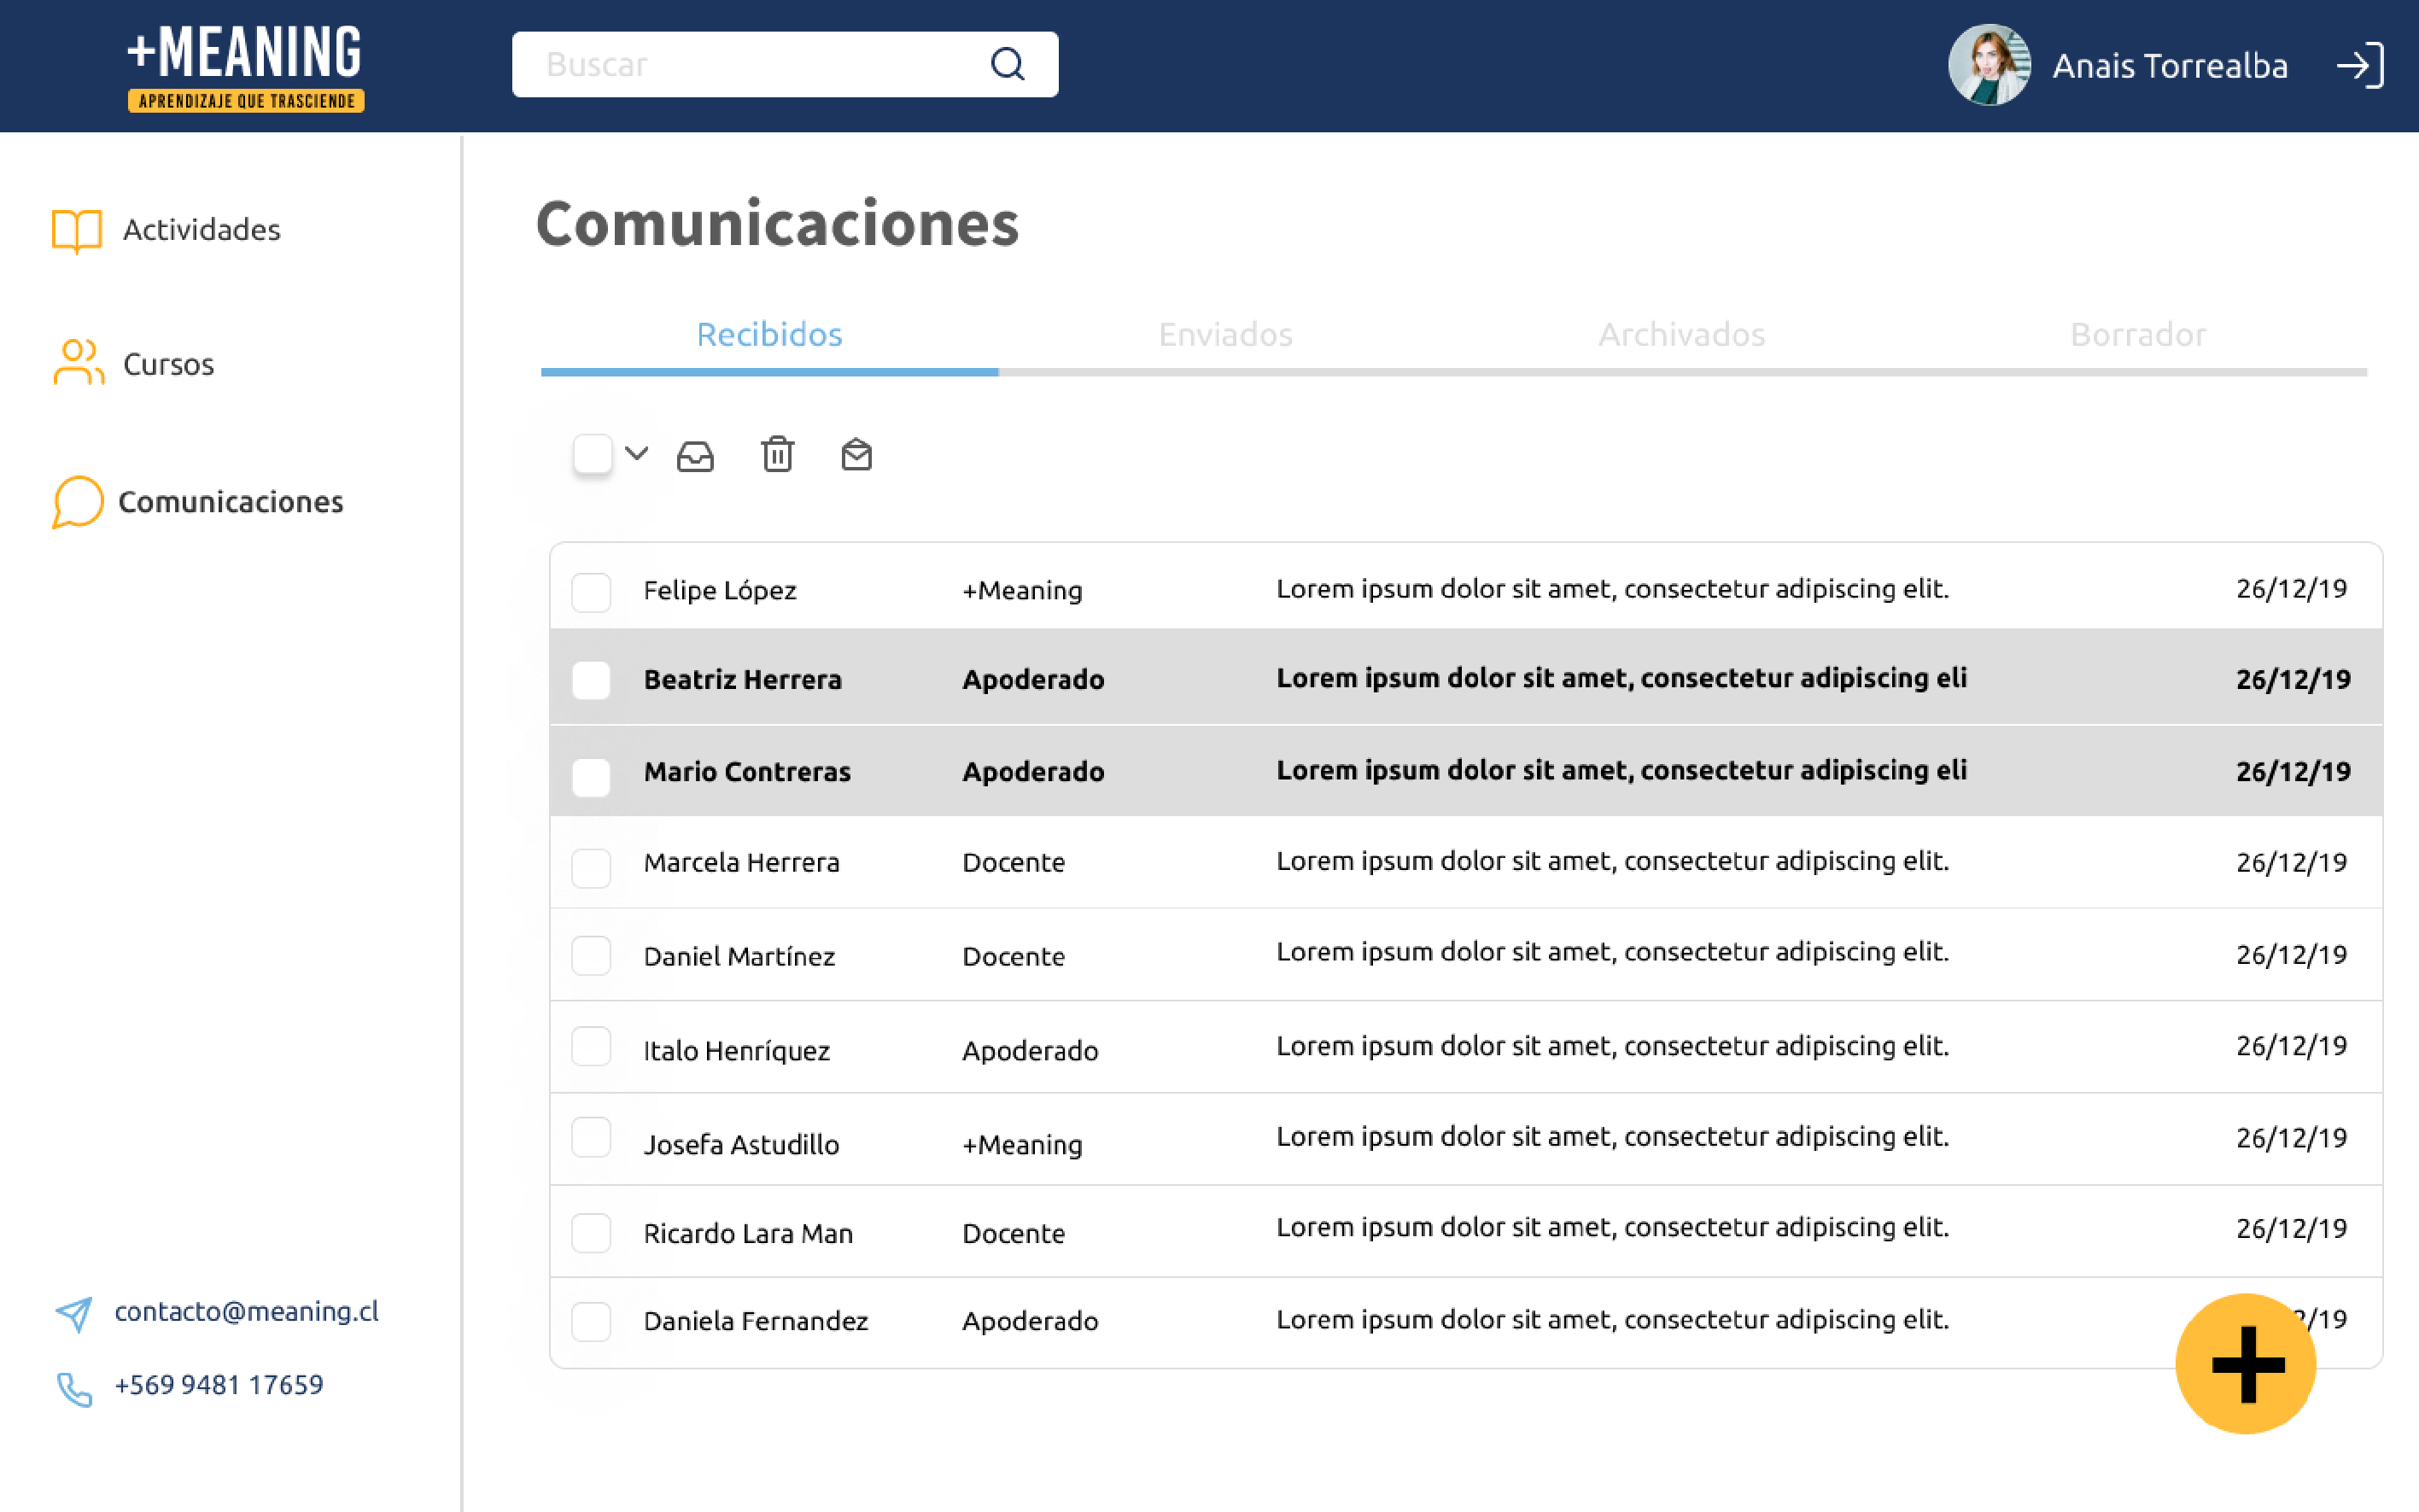 +MEANING
APRENDIZAJE QUE TRASCIENDE
Buscar
Anais Torrealba
Actividades
Cursos
Comunicaciones
contacto@meaning.cl
+569 9481 17659
Comunicaciones
Recibidos Enviados Archivados Borrador
Felipe López +Meaning Lorem ipsum dolor sit amet, consectetur adipiscing elit. 26/12/19
Beatriz Herrera Apoderado Lorem ipsum dolor sit amet, consectetur adipiscing eli 26/12/19
Mario Contreras Apoderado Lorem ipsum dolor sit amet, consectetur adipiscing eli 26/12/19
Marcela Herrera Docente Lorem ipsum dolor sit amet, consectetur adipiscing elit. 26/12/19
Daniel Martínez Docente Lorem ipsum dolor sit amet, consectetur adipiscing elit. 26/12/19
Italo Henríquez Apoderado Lorem ipsum dolor sit amet, consectetur adipiscing elit. 26/12/19
Josefa Astudillo +Meaning Lorem ipsum dolor sit amet, consectetur adipiscing elit. 26/12/19
Ricardo Lara Man Docente Lorem ipsum dolor sit amet, consectetur adipiscing elit. 26/12/19
Daniela Fernandez Apoderado Lorem ipsum dolor sit amet, consectetur adipiscing elit. /19